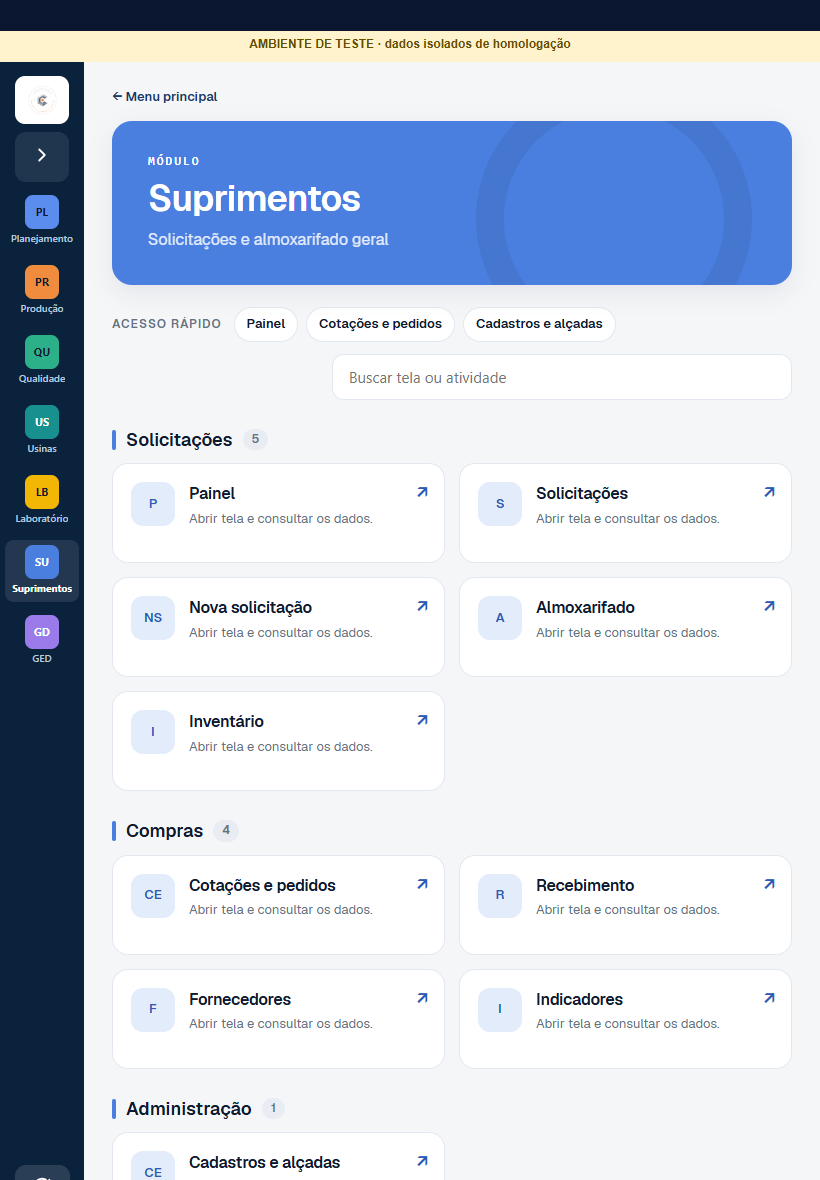 AMBIENTE DE TESTE · dados isolados de homologação
← Menu principal
MÓDULO
Suprimentos
Solicitações e almoxarifado geral
ACESSO RÁPIDO Painel Cotações e pedidos Cadastros e alçadas
Buscar tela ou atividade
PL
Planejamento
PR
Produção
QU
Qualidade
US
Usinas
LB
Laboratório
SU
Suprimentos
GD
GED
Solicitações 5
P
Painel
Abrir tela e consultar os dados.
S
Solicitações
Abrir tela e consultar os dados.
NS
Nova solicitação
Abrir tela e consultar os dados.
A
Almoxarifado
Abrir tela e consultar os dados.
I
Inventário
Abrir tela e consultar os dados.
Compras 4
CE
Cotações e pedidos
Abrir tela e consultar os dados.
R
Recebimento
Abrir tela e consultar os dados.
F
Fornecedores
Abrir tela e consultar os dados.
I
Indicadores
Abrir tela e consultar os dados.
Administração 1
CE
Cadastros e alçadas